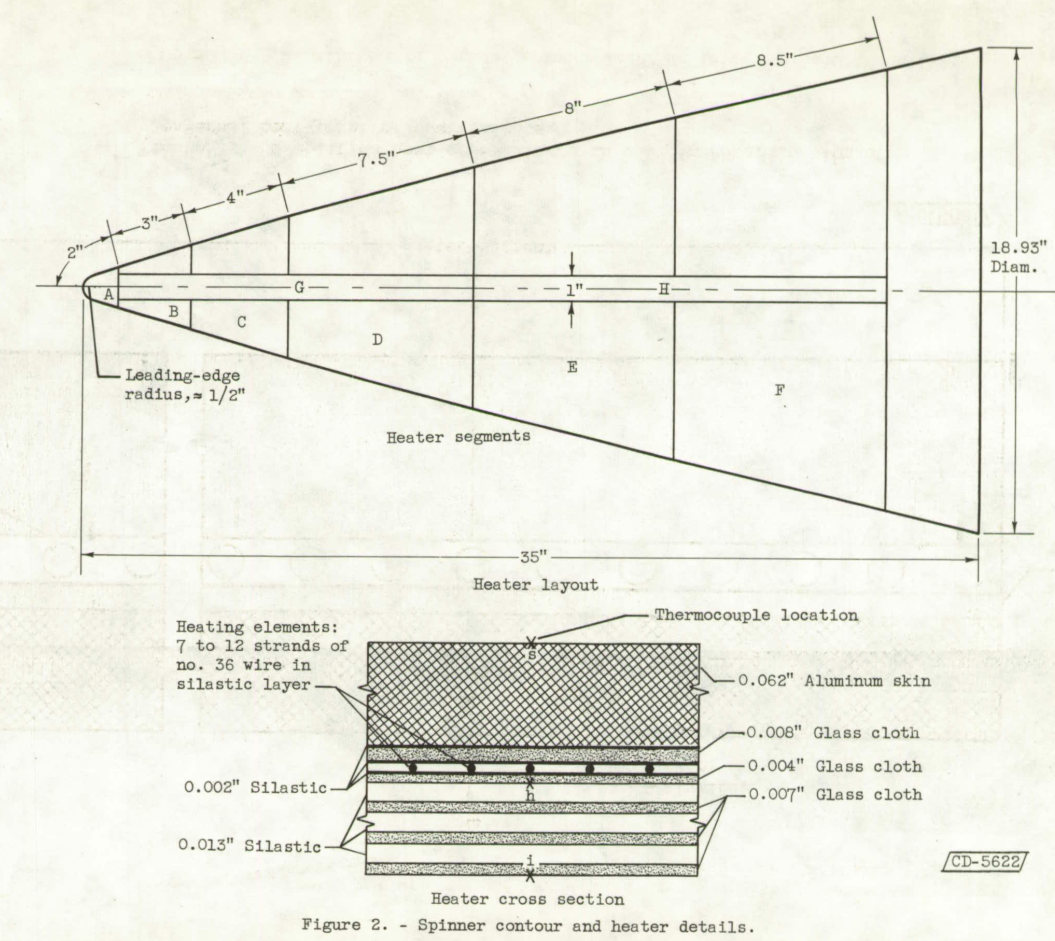 8.5"
8"
7.5"
4"
3"
2"
18.93"
Diam.
A
G
1"
H
B
C
D
E
F
Leading-edge
radius,≈ 1/2"
Heater segments
35"
Heater layout
Thermocouple location
Heating elements:
7 to 12 strands of
no. 36 wire in
silastic layer
s
0.062" Aluminum skin
0.008" Glass cloth
0.004" Glass cloth
0.002" Silastic
h
0.007" Glass cloth
0.013" Silastic
i
CD-5622
Heater cross section
Figure 2. - Spinner contour and heater details.